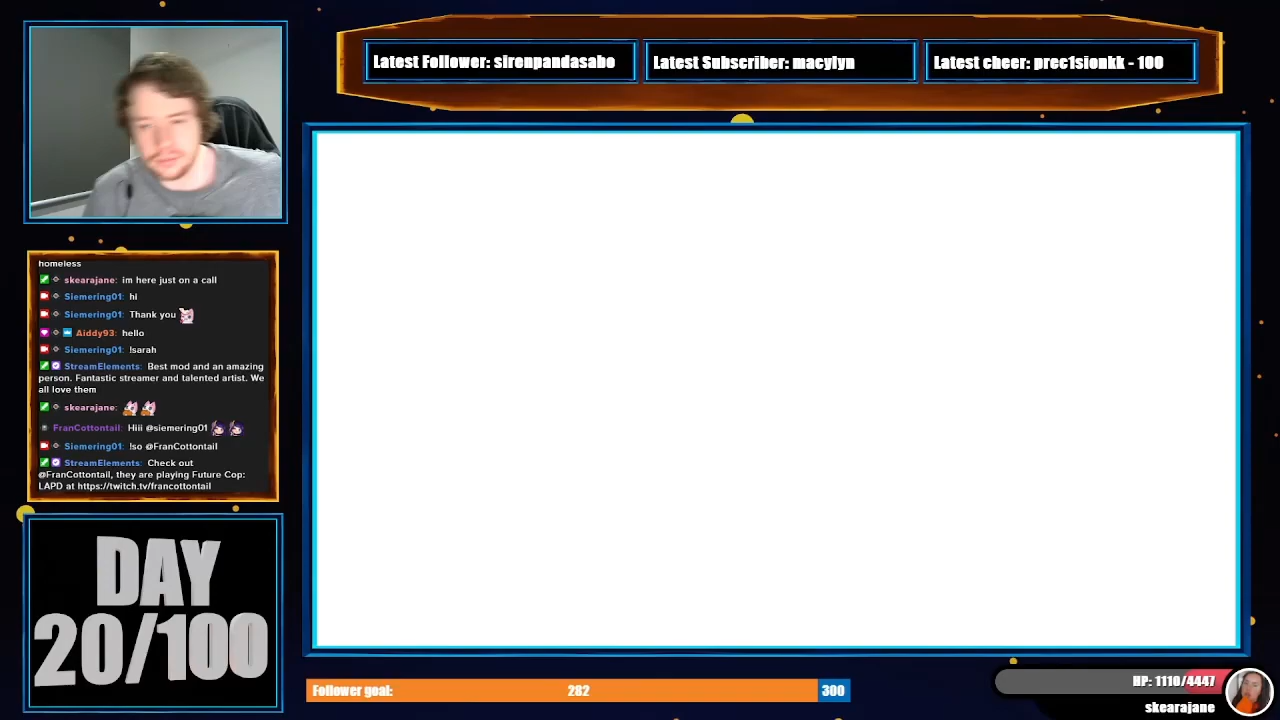 Latest Follower: sirenpandasabo
Latest Subscriber: macylyn
Latest cheer: prec1sionkk - 100
homeless
skearajane: im here just on a call
Siemering01: hi
Siemering01: Thank you
Aiddy93: hello
Siemering01: !sarah
StreamElements: Best mod and an amazing
person. Fantastic streamer and talented artist. We
all love them
skearajane:
FranCottontail: Hiii @siemering01
Siemering01: !so @FranCottontail
StreamElements: Check out
@FranCottontail, they are playing Future Cop:
LAPD at https://twitch.tv/francottontail
DAY
20/100
Follower goal: 282 300
HP: 1110/4447
skearajane